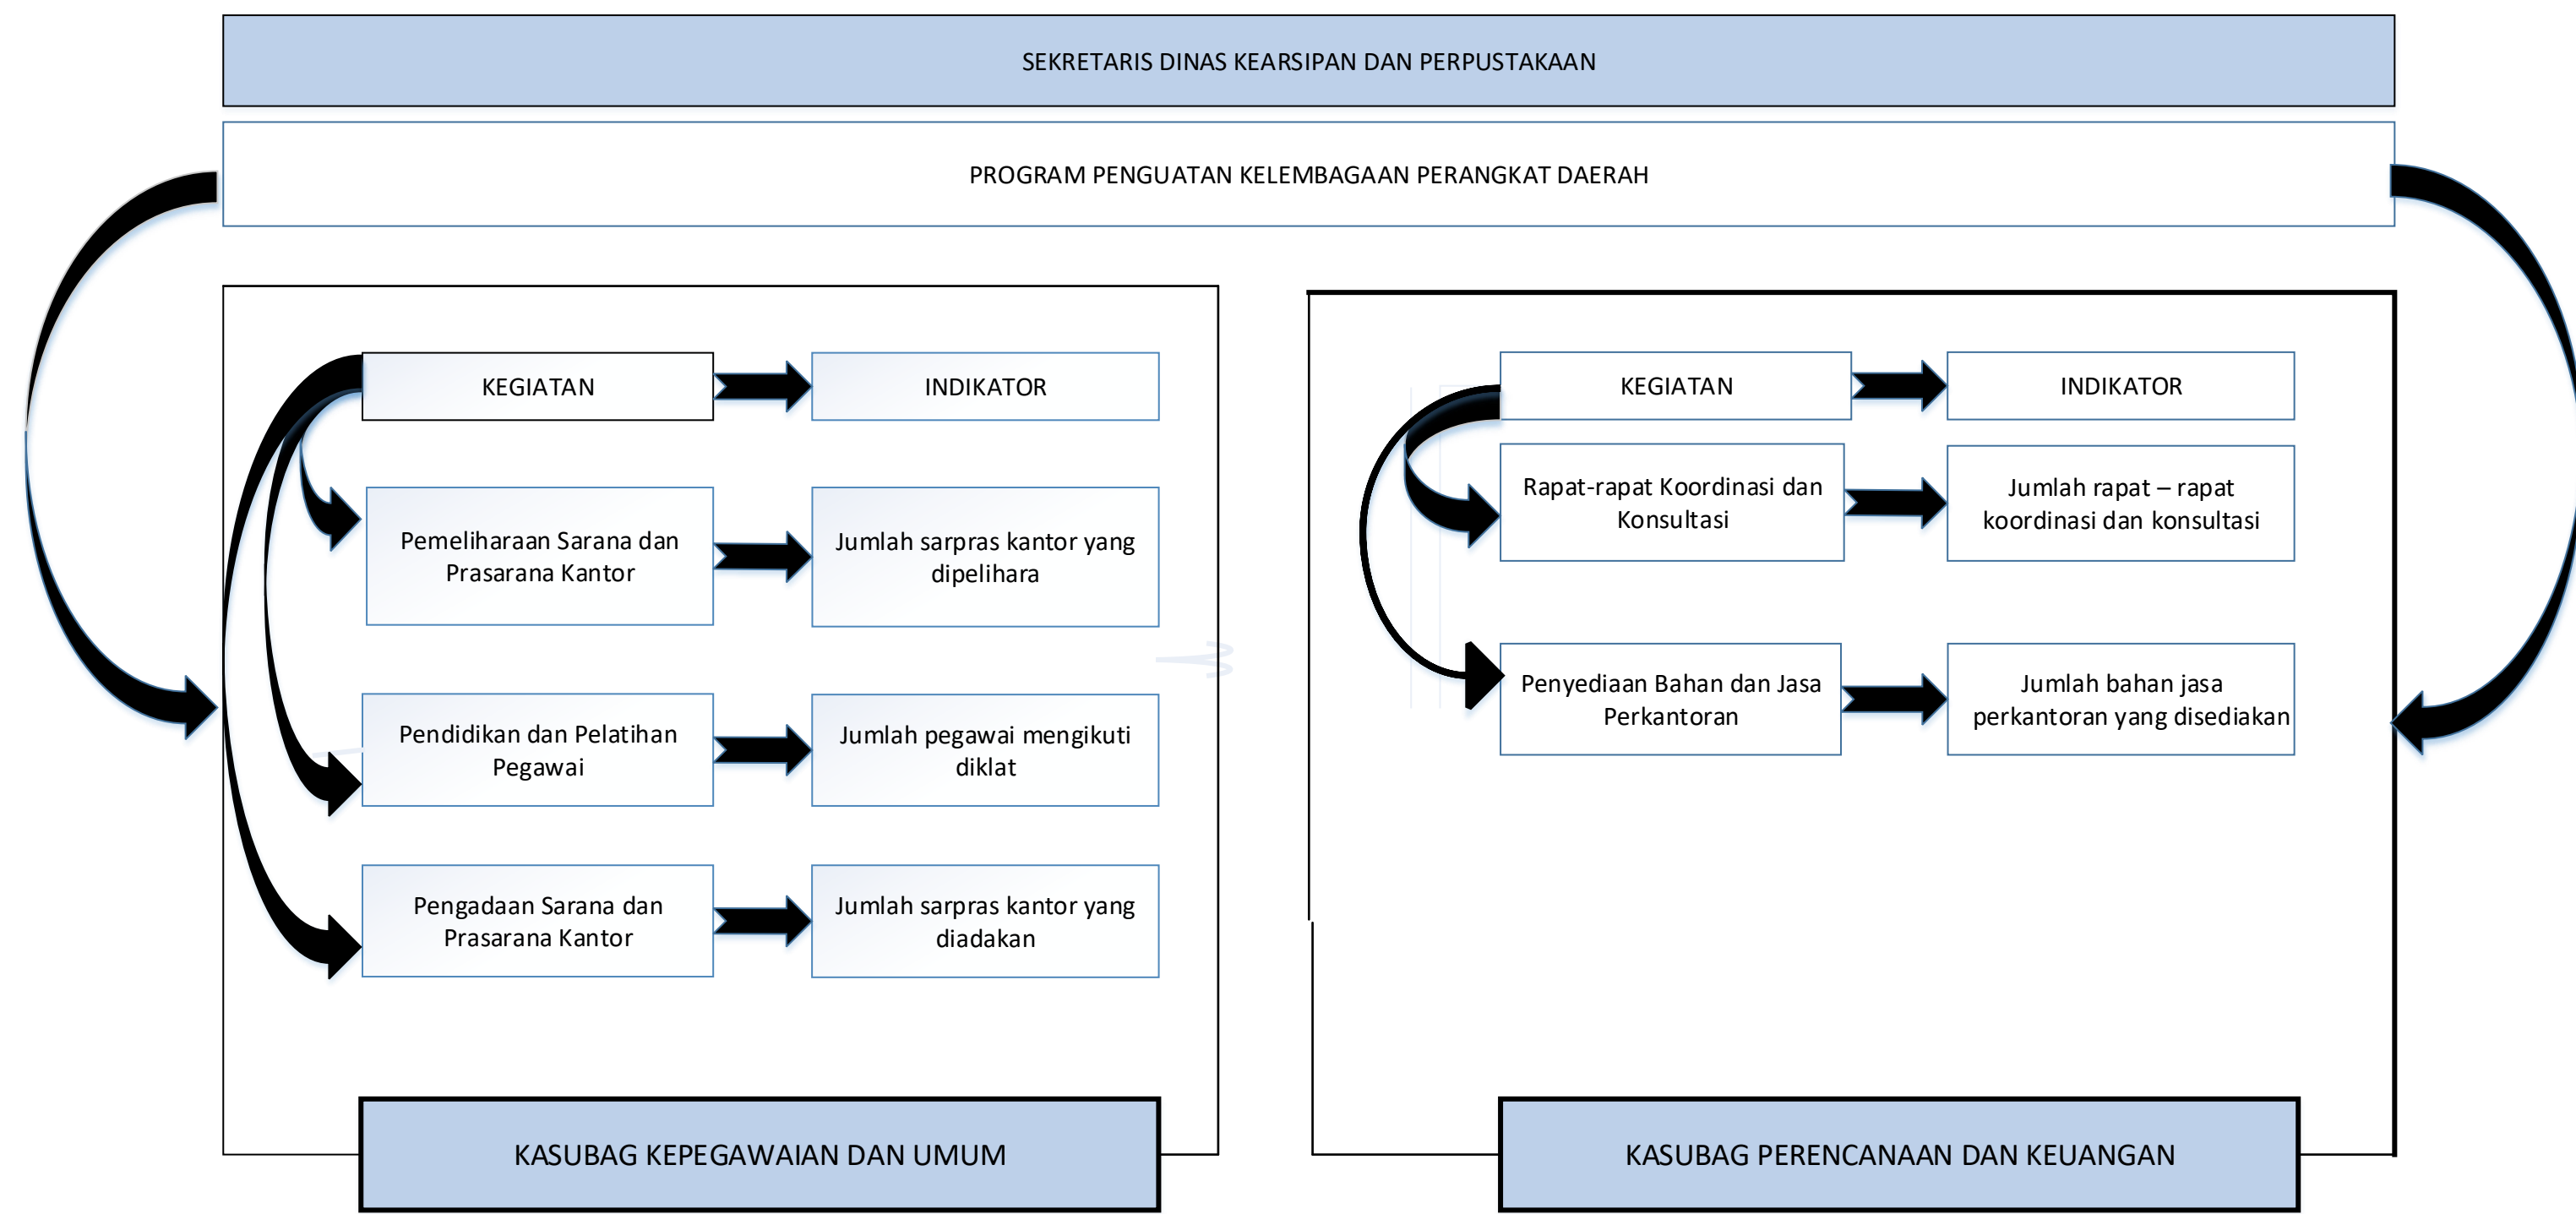 SEKRETARIS DINAS KEARSIPAN DAN PERPUSTAKAAN
PROGRAM PENGUATAN KELEMBAGAAN PERANGKAT DAERAH
KEGIATAN
INDIKATOR
Pemeliharaan Sarana dan
Prasarana Kantor
Jumlah sarpras kantor yang
dipelihara
Pendidikan dan Pelatihan
Pegawai
Jumlah pegawai mengikuti
diklat
Pengadaan Sarana dan
Prasarana Kantor
Jumlah sarpras kantor yang
diadakan
KASUBAG KEPEGAWAIAN DAN UMUM
KEGIATAN
INDIKATOR
Rapat-rapat Koordinasi dan
Konsultasi
Jumlah rapat – rapat
koordinasi dan konsultasi
Penyediaan Bahan dan Jasa
Perkantoran
Jumlah bahan jasa
perkantoran yang disediakan
KASUBAG PERENCANAAN DAN KEUANGAN